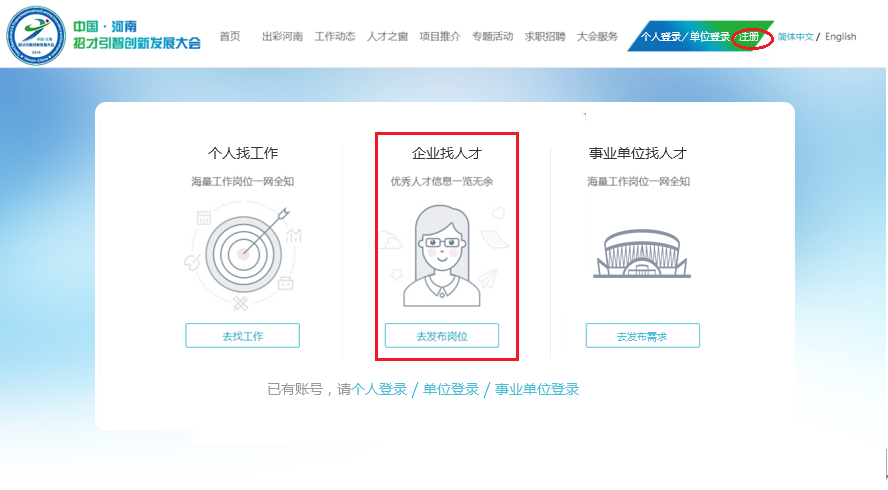 中国·河南
招才引智创新发展大会
首页 出彩河南 工作动态 人才之窗 项目推介 专题活动 求职招聘 大会服务
个人登录/单位登录/注册
简体中文 / English
个人找工作
海量工作岗位一网全知
去找工作
企业找人才
优秀人才信息一览无余
去发布岗位
事业单位找人才
海量工作岗位一网全知
去发布需求
已有账号，请个人登录 / 单位登录 / 事业单位登录